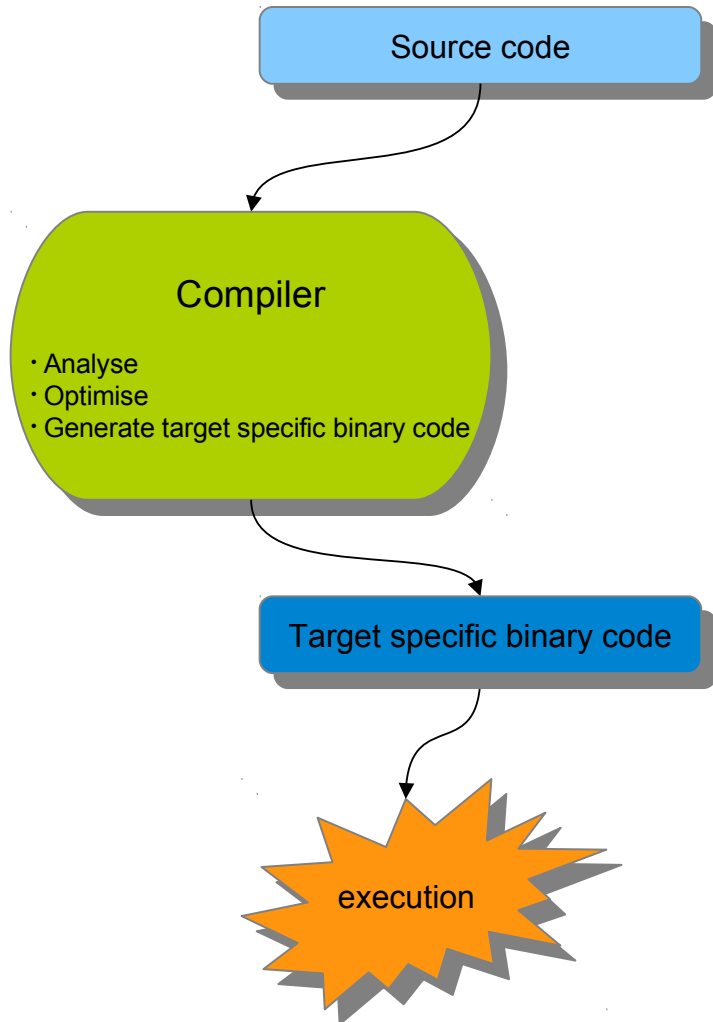 Source code
Compiler
· Analyse
· Optimise
· Generate target specific binary code
Target specific binary code
execution